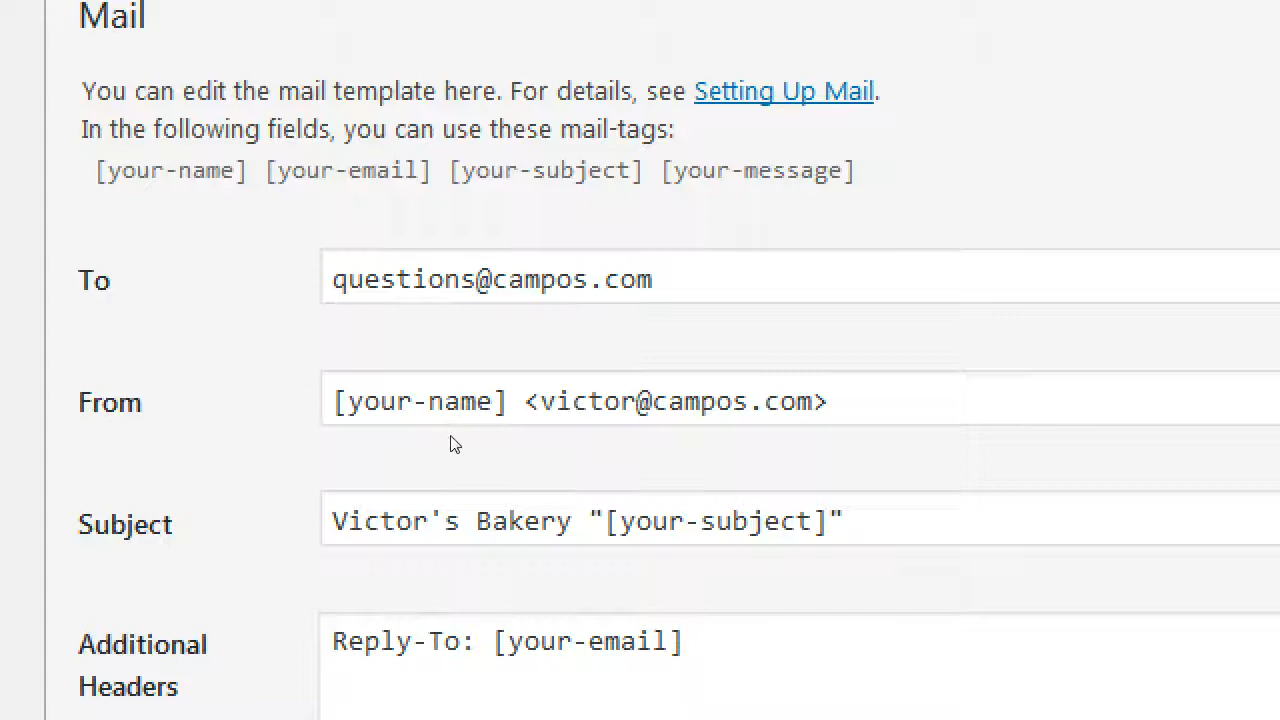 Mail
You can edit the mail template here. For details, see Setting Up Mail.
In the following fields, you can use these mail-tags:
[your-name] [your-email] [your-subject] [your-message]
To
questions@campos.com
From
[your-name] <victor@campos.com>
Subject
Victor's Bakery "[your-subject]"
Additional
Headers
Reply-To: [your-email]